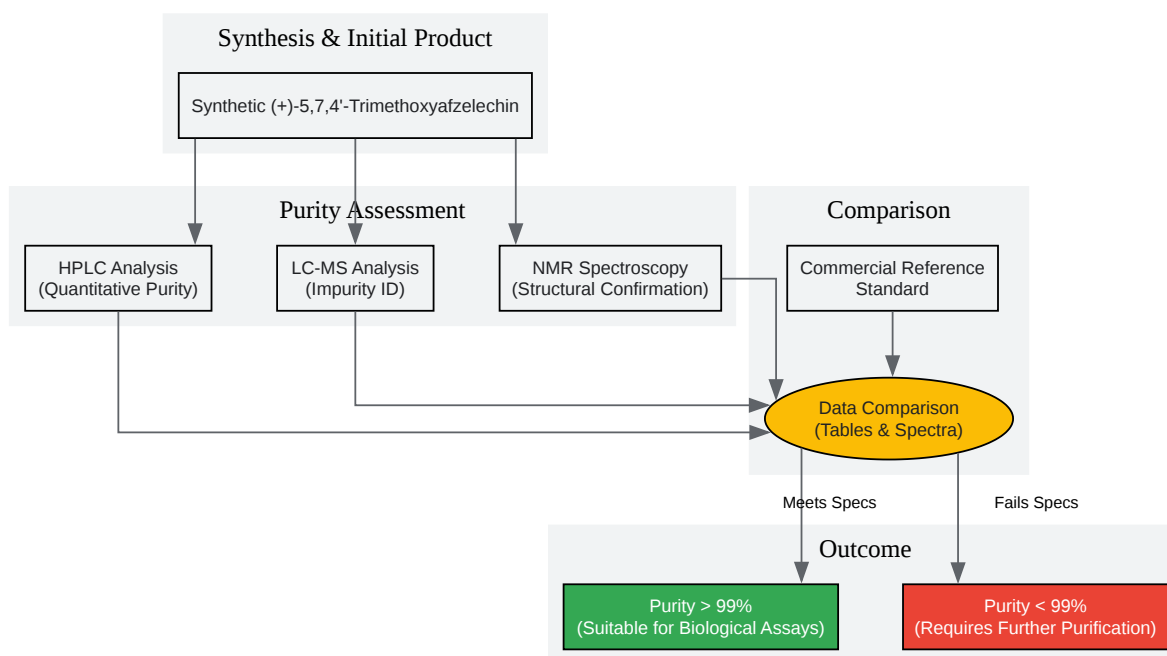 Synthesis & Initial Product
Synthetic (+)-5,7,4'-Trimethoxyafzelechin
Purity Assessment
HPLC Analysis
(Quantitative Purity)
LC-MS Analysis
(Impurity ID)
NMR Spectroscopy
(Structural Confirmation)
Comparison
Commercial Reference
Standard
Data Comparison
(Tables & Spectra)
Meets Specs
Fails Specs
Outcome
Purity > 99%
(Suitable for Biological Assays)
Purity < 99%
(Requires Further Purification)